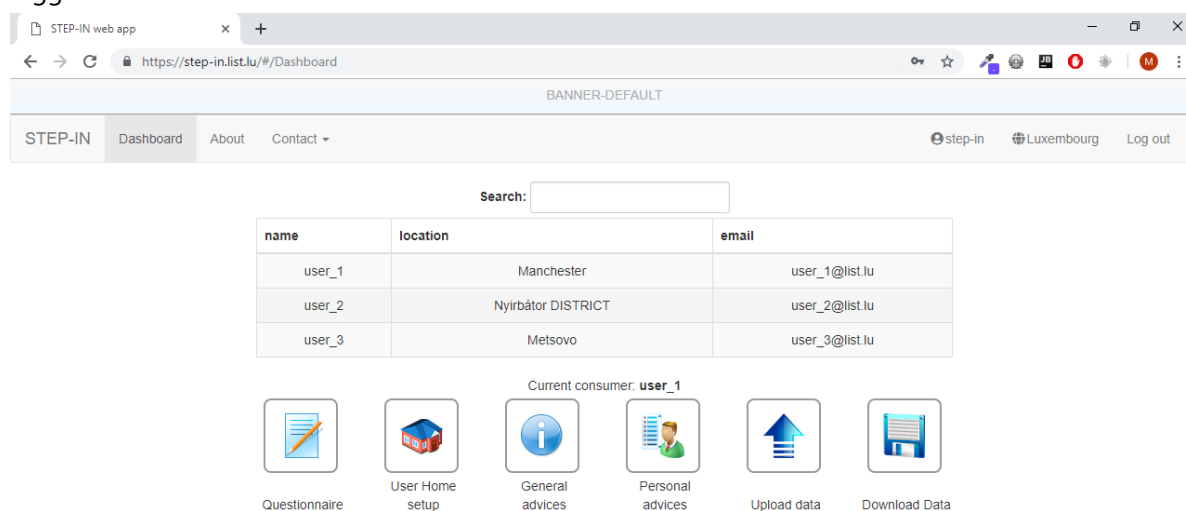 STEP-IN web app
https://step-in.list.lu/#/Dashboard
JB
M
BANNER-DEFAULT
STEP-IN Dashboard About Contact step-in Luxembourg Log out
Search:
name location email
user_1 Manchester user_1@list.lu
user_2 Nyirbátor DISTRICT user_2@list.lu
user_3 Metsovo user_3@list.lu
Current consumer: user_1
Questionnaire User Home setup General advices Personal advices Upload data Download Data